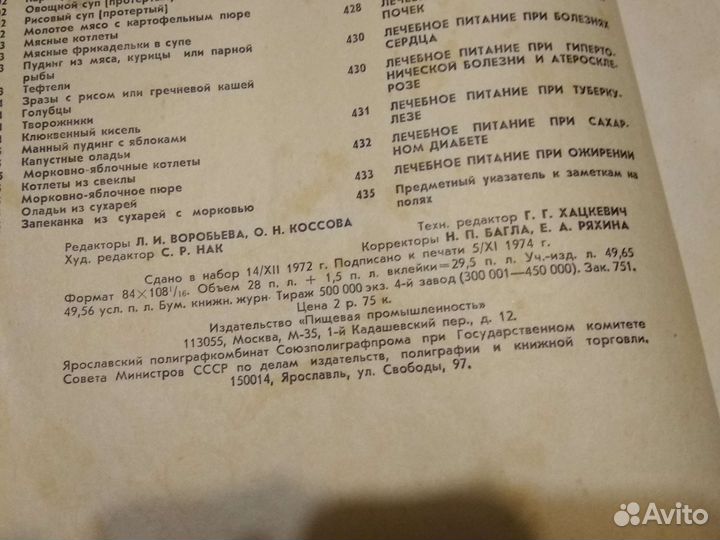 Овощной суп [протертый]
Рисовый суп [протертый]
Молотое мясо с картофельным пюре
Мясные котлеты
Мясные фрикадельки в супе
Пудинг из мяса, курицы или парной
рыбы
Тефтели
Зразы с рисом или гречневой кашей
Голубцы
Творожники
Клюквенный кисель
Манный пудинг с яблоками
Капустные оладьи
Морковно-яблочные котлеты
Котлеты из свеклы
Морковно-яблочное пюре
Оладьи из сухарей
Запеканка из сухарей с морковью
428
ПОЧЕК
430 ЛЕЧЕБНОЕ ПИТАНИЕ ПРИ БОЛЕЗНЯХ
СЕРДЦА
430 ЛЕЧЕБНОЕ ПИТАНИЕ ПРИ ГИПЕРТО-
НИЧЕСКОЙ БОЛЕЗНИ И АТЕРОСКЛЕ-
РОЗЕ
431 ЛЕЧЕБНОЕ ПИТАНИЕ ПРИ ТУБЕРКУ-
ЛЕЗЕ
432 ЛЕЧЕБНОЕ ПИТАНИЕ ПРИ САХАР-
НОМ ДИАБЕТЕ
433 ЛЕЧЕБНОЕ ПИТАНИЕ ПРИ ОЖИРЕНИИ
435 Предметный указатель к заметкам на
полях
Редакторы Л. И. ВОРОБЬЕВА, О. Н. КОССОВА
Худ. редактор С. Р. НАК
Техн. редактор Г. Г. ХАЦКЕВИЧ
Корректоры Н. П. БАГЛА, Е. А. РЯХИНА
Сдано в набор 14/XII 1972 г. Подписано к печати 5/XI 1974 г.
Формат 84×108¹/₁₆. Объем 28 п. л. + 1,5 п. л. вклейки=29,5 п. л. Уч.-изд. л. 49,65
49,56 усл. п. л. Бум. книжн. журн. Тираж 500 000 экз. 4-й завод (300 001—450 000). Зак. 751.
Цена 2 р. 75 к.
Издательство «Пищевая промышленность»
113055, Москва, М-35, 1-й Кадашевский пер., д. 12.
Ярославский полиграфкомбинат Союзполиграфпрома при Государственном комитете
Совета Министров СССР по делам издательств, полиграфии и книжной торговли.
150014, Ярославль, ул. Свободы, 97.
Avito